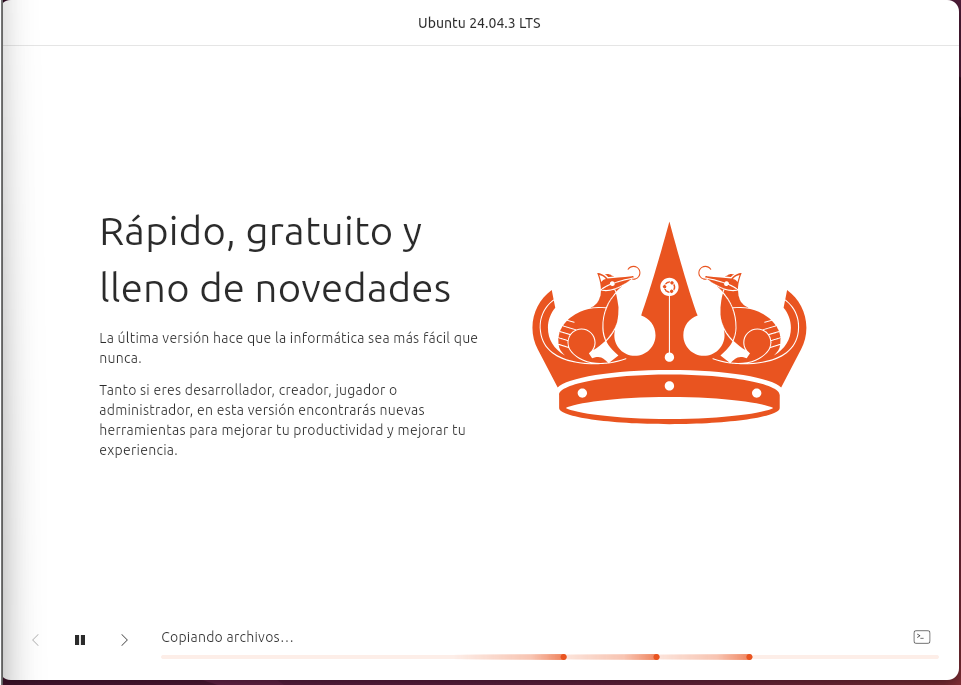 Ubuntu 24.04.3 LTS
Rápido, gratuito y
lleno de novedades
La última versión hace que la informática sea más fácil que
nunca.
Tanto si eres desarrollador, creador, jugador o
administrador, en esta versión encontrarás nuevas
herramientas para mejorar tu productividad y mejorar tu
experiencia.
Copiando archivos…